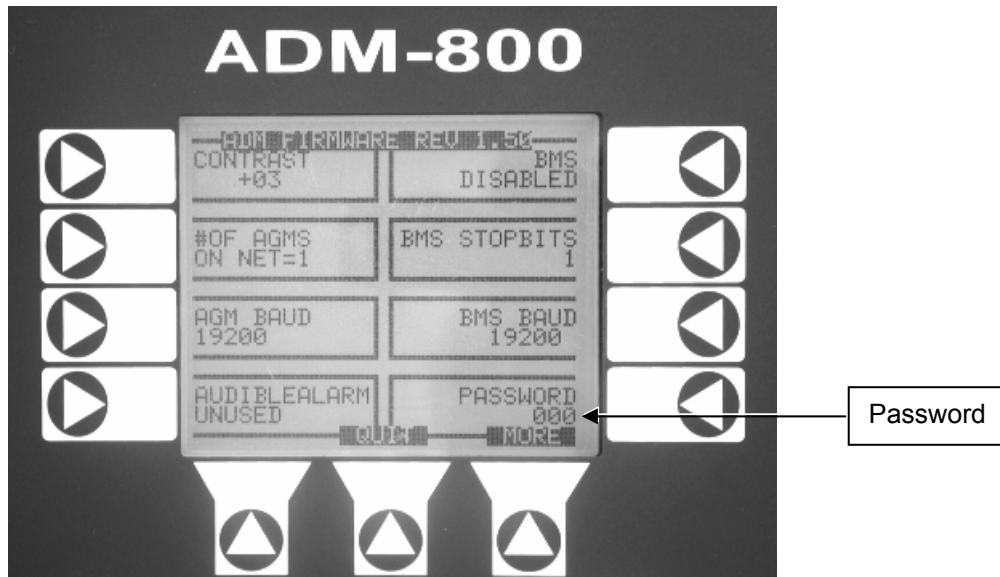 ADM-800
ADM FIRMWARE REV 1.50
CONTRAST
+03
BMS
DISABLED
#OF AGMS
ON NET=1
BMS STOPBITS
1
AGM BAUD
19200
BMS BAUD
19200
AUDIBLEALARM
UNUSED
PASSWORD
000
QUIT
MORE
Password